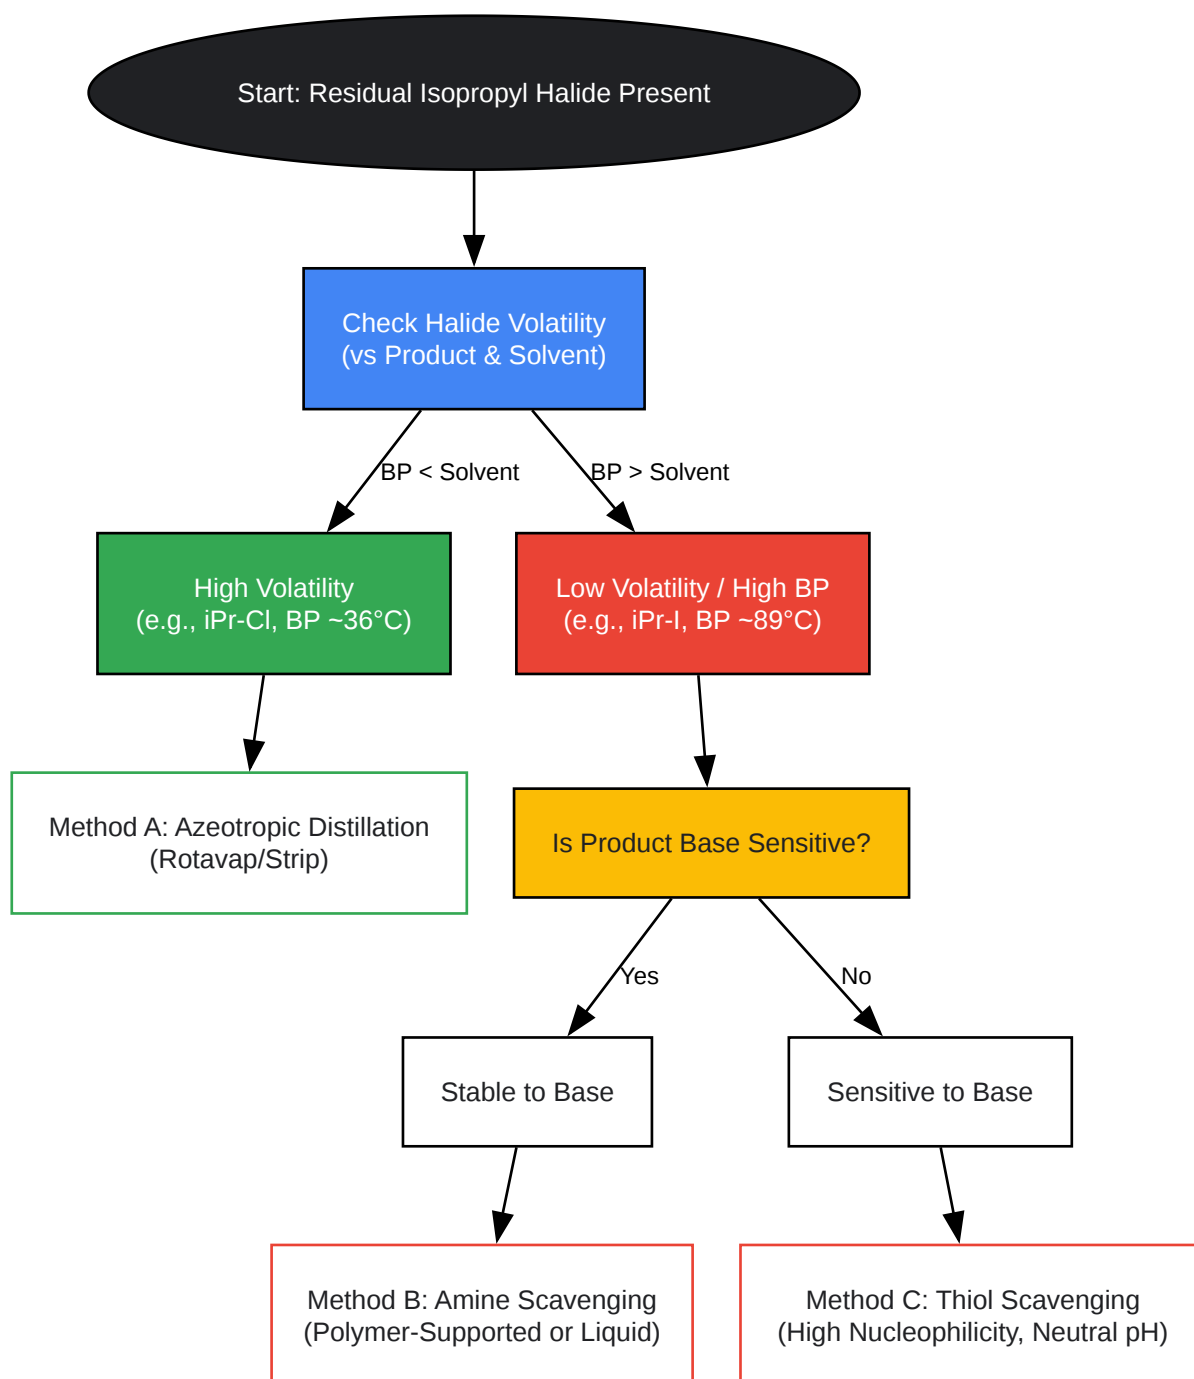 Start: Residual Isopropyl Halide Present
Check Halide Volatility
(vs Product & Solvent)
BP < Solvent
BP > Solvent
High Volatility
(e.g., iPr-Cl, BP ~36°C)
Low Volatility / High BP
(e.g., iPr-I, BP ~89°C)
Method A: Azeotropic Distillation
(Rotavap/Strip)
Is Product Base Sensitive?
Yes
No
Stable to Base
Sensitive to Base
Method B: Amine Scavenging
(Polymer-Supported or Liquid)
Method C: Thiol Scavenging
(High Nucleophilicity, Neutral pH)